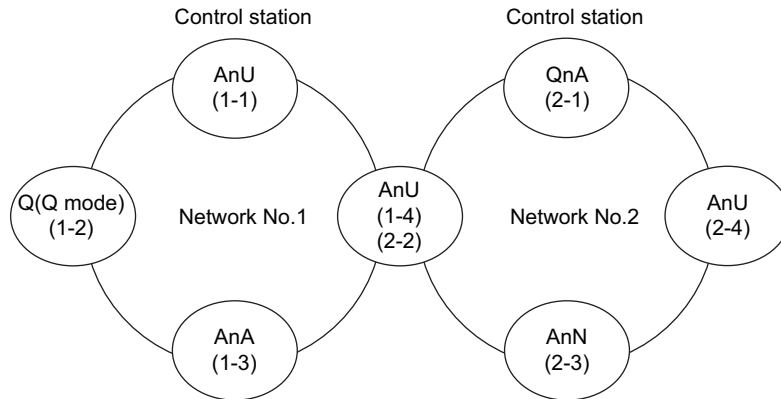 Control station
Control station
AnU
(1-1)
QnA
(2-1)
Q(Q mode)
(1-2)
Network No.1
AnU
(1-4)
(2-2)
Network No.2
AnU
(2-4)
AnA
(1-3)
AnN
(2-3)